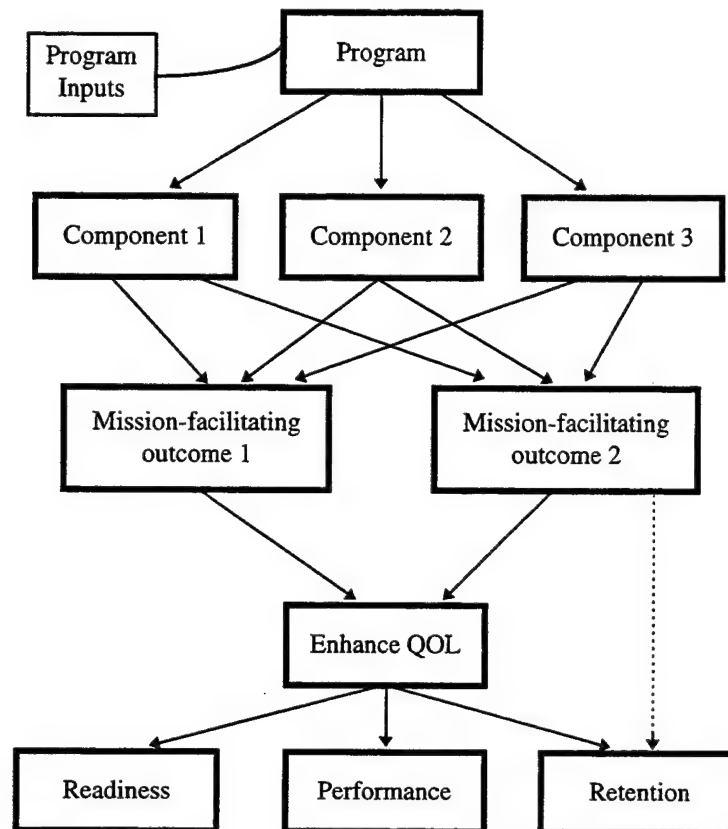 Program
Inputs
Program
Component 1
Component 2
Component 3
Mission-facilitating
outcome 1
Mission-facilitating
outcome 2
Enhance QOL
Readiness
Performance
Retention